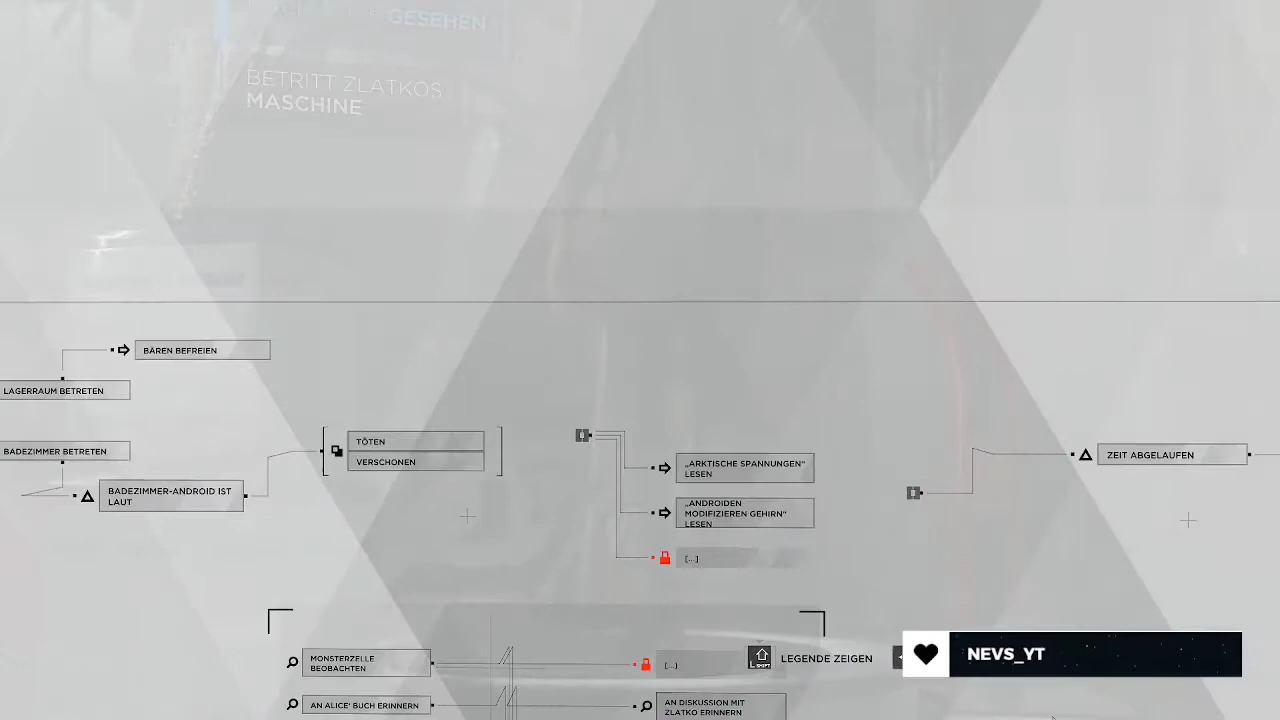 GESEHEN
BETRITT ZLATKOS
MASCHINE
BÄREN BEFREIEN
LAGERRAUM BETRETEN
TÖTEN
VERSCHONEN
BADEZIMMER BETRETEN
BADEZIMMER-ANDROID IST
LAUT
„ARKTISCHE SPANNUNGEN“
LESEN
„ANDROIDEN
MODIFIZIEREN GEHIRN“
LESEN
[...]
ZEIT ABGELAUFEN
MONSTERZELLE
BEOBACHTEN
[...]
L SHIFT
LEGENDE ZEIGEN
NEVS_YT
AN ALICE' BUCH ERINNERN
AN DISKUSSION MIT
ZLATKO ERINNERN